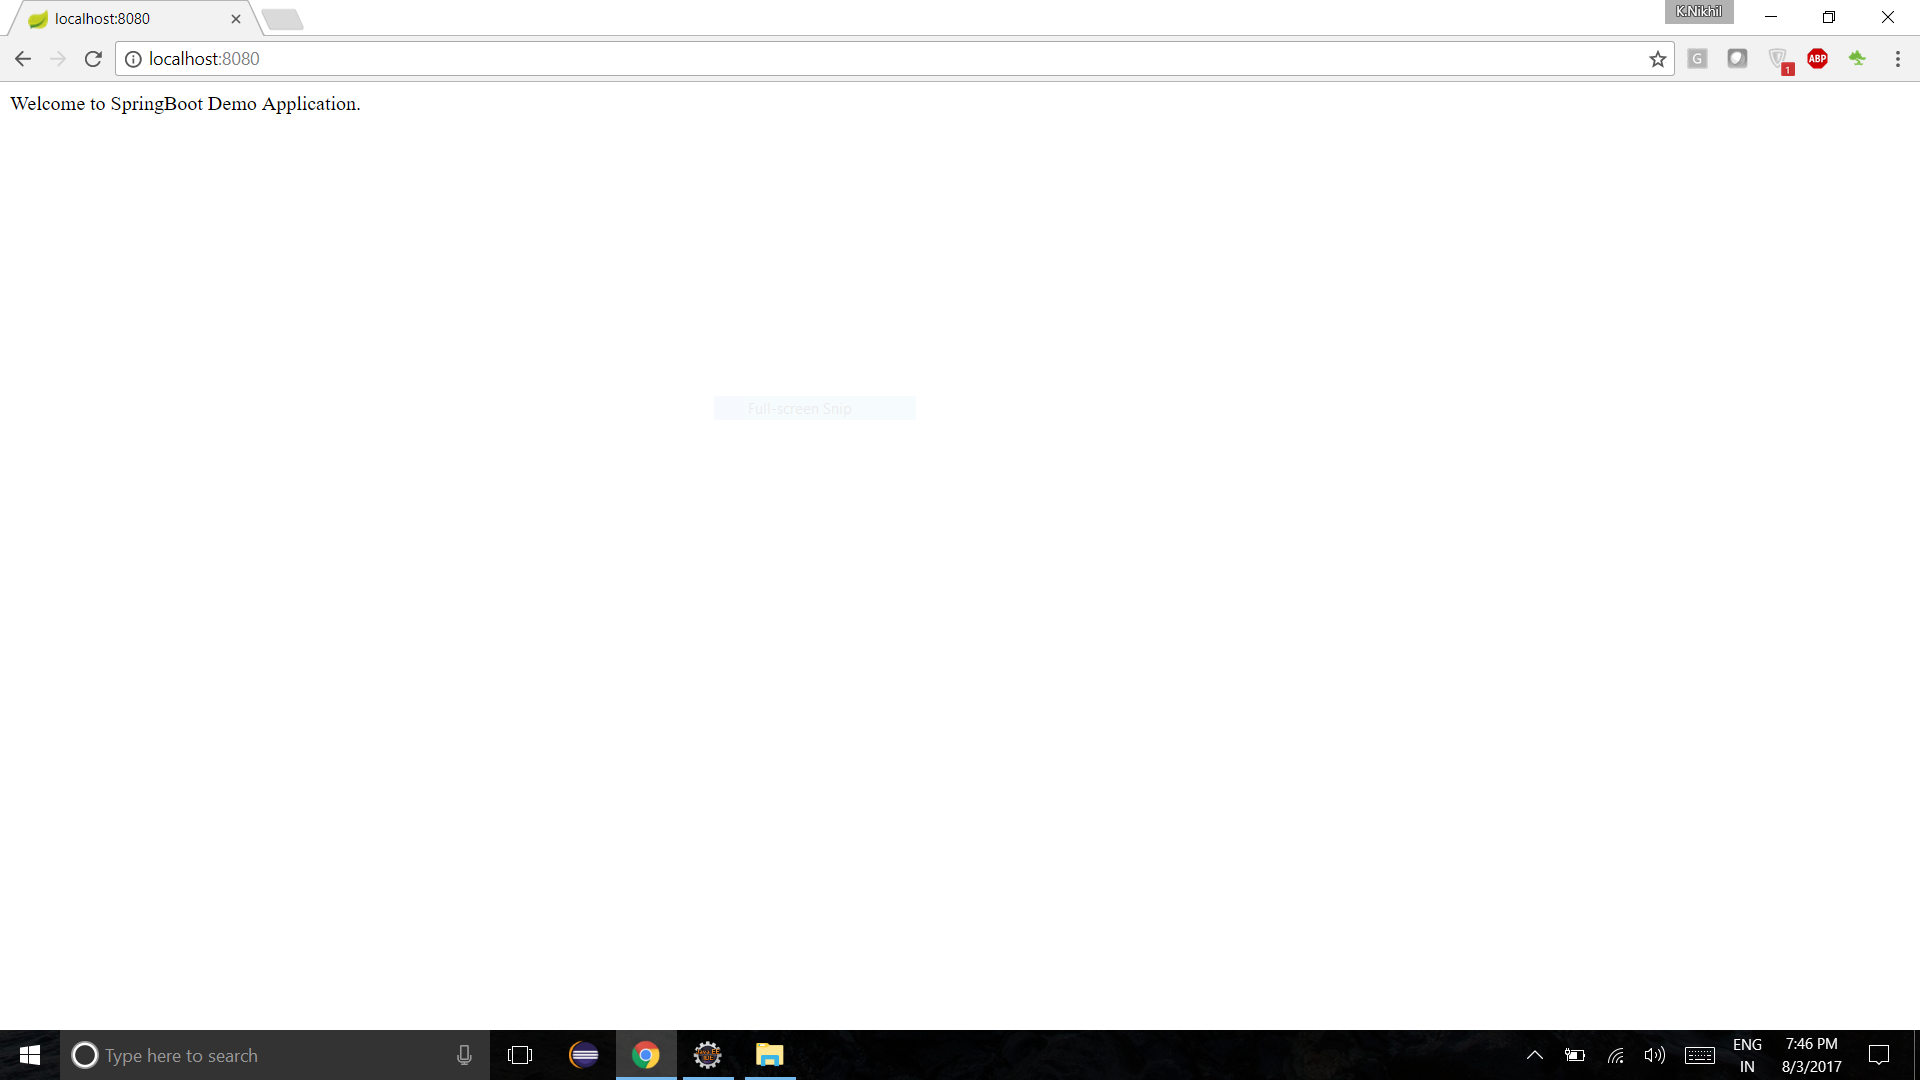 localhost:8080
K.Nikhil
localhost:8080
G
1
ABP
Welcome to SpringBoot Demo Application.
Full-screen Snip
Type here to search
ENG
IN
7:46 PM
8/3/2017